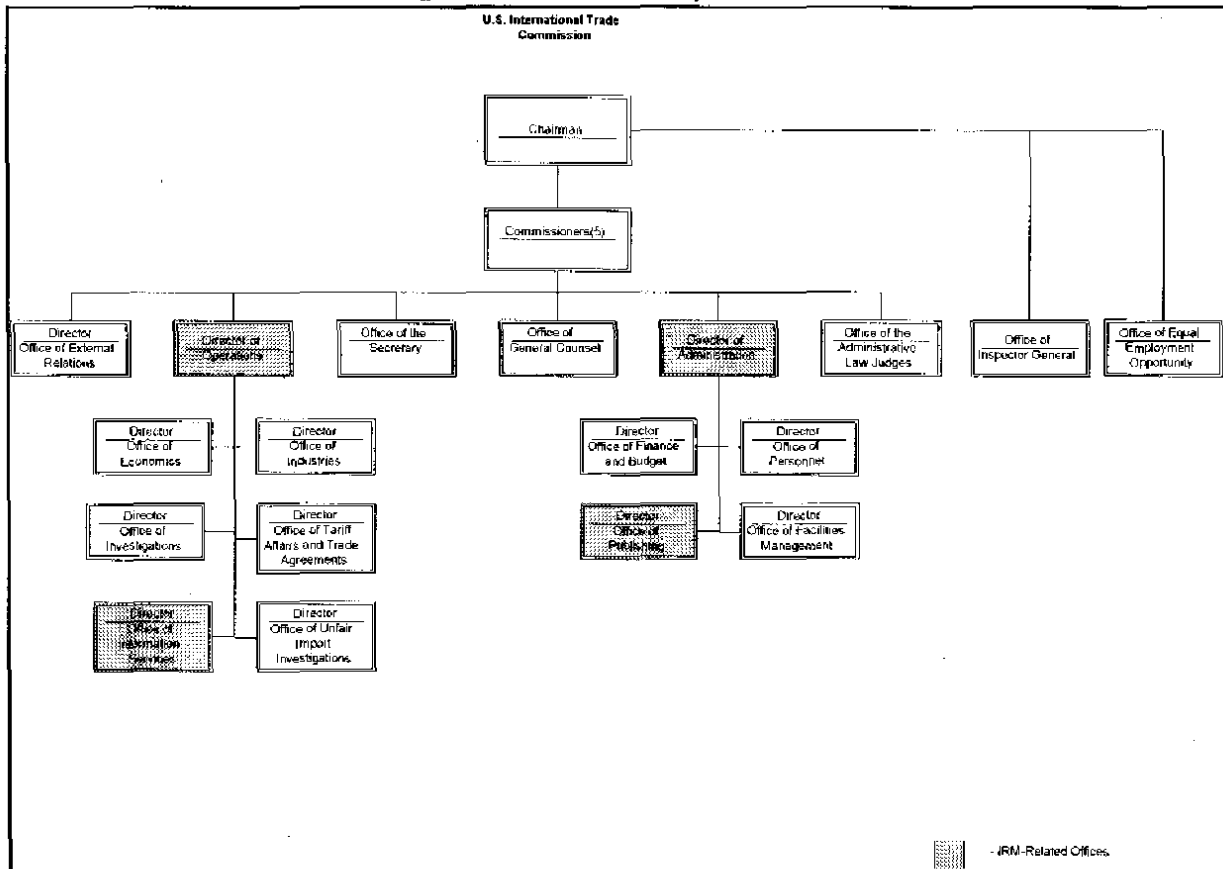 U.S. International Trade
Commission
Chairman
Commissioners(5)
Director
Office of External
Relations
Director of
Operations
Office of the
Secretary
Office of
General Counsel
Director of
Administration
Office of the
Administrative
Law Judges
Office of
Inspector General
Office of Equal
Employment
Opportunity
Director
Office of
Economics
Director
Office of
Industries
Director
Office of Finance
and Budget
Director
Office of
Personnel
Director
Office of
Investigations
Director
Office of Tariff
Affairs and Trade
Agreements
Director
Office of
Publishing
Director
Office of Facilities
Management
Director
Office of
Information
Services
Director
Office of Unfair
Import
Investigations
- IRM-Related Offices